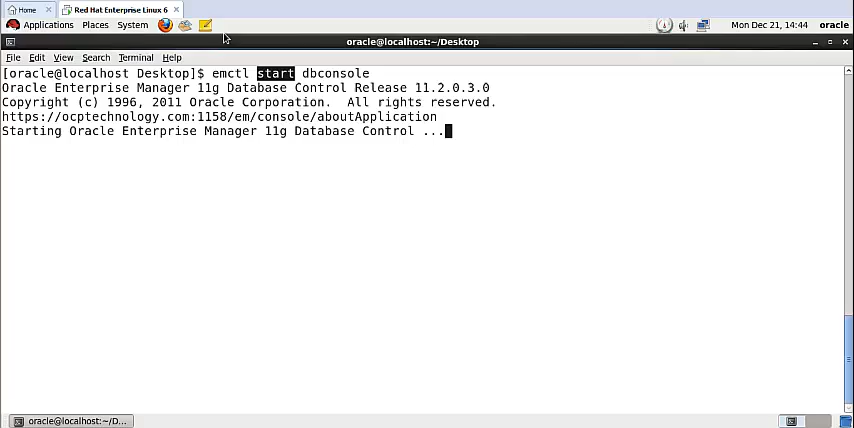 Home
Red Hat Enterprise Linux 6
Applications Places System
Mon Dec 21, 14:44 oracle
oracle@localhost:~/Desktop
File Edit View Search Terminal Help
[oracle@localhost Desktop]$ emctl start dbconsole
Oracle Enterprise Manager 11g Database Control Release 11.2.0.3.0
Copyright (c) 1996, 2011 Oracle Corporation.  All rights reserved.
https://ocptechnology.com:1158/em/console/aboutApplication
Starting Oracle Enterprise Manager 11g Database Control ...
oracle@localhost:~/D...